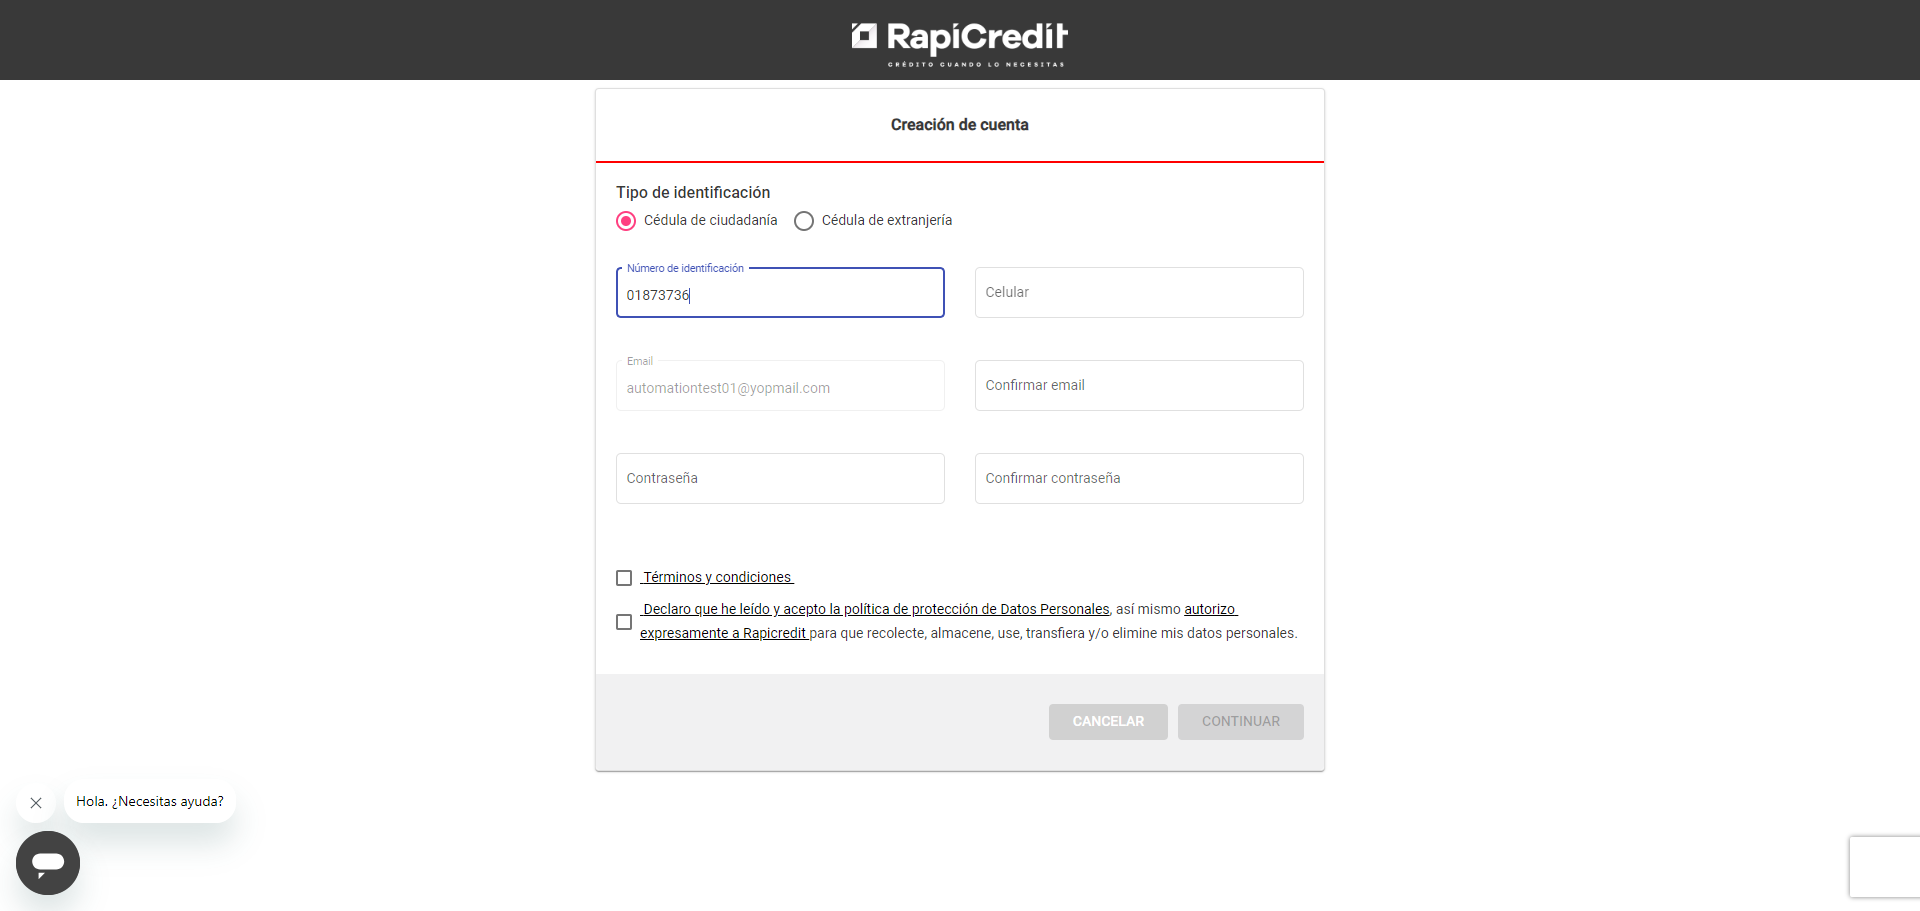 RapiCredit
CRÉDITO CUANDO LO NECESITAS
Creación de cuenta
Tipo de identificación
Cédula de ciudadanía Cédula de extranjería
Número de identificación
01873736
Celular
Email
automationtest01@yopmail.com
Confirmar email
Contraseña
Confirmar contraseña
Términos y condiciones
Declaro que he leído y acepto la política de protección de Datos Personales, así mismo autorizo
expresamente a Rapicredit para que recolecte, almacene, use, transfiera y/o elimine mis datos personales.
CANCELAR CONTINUAR
Hola. ¿Necesitas ayuda?